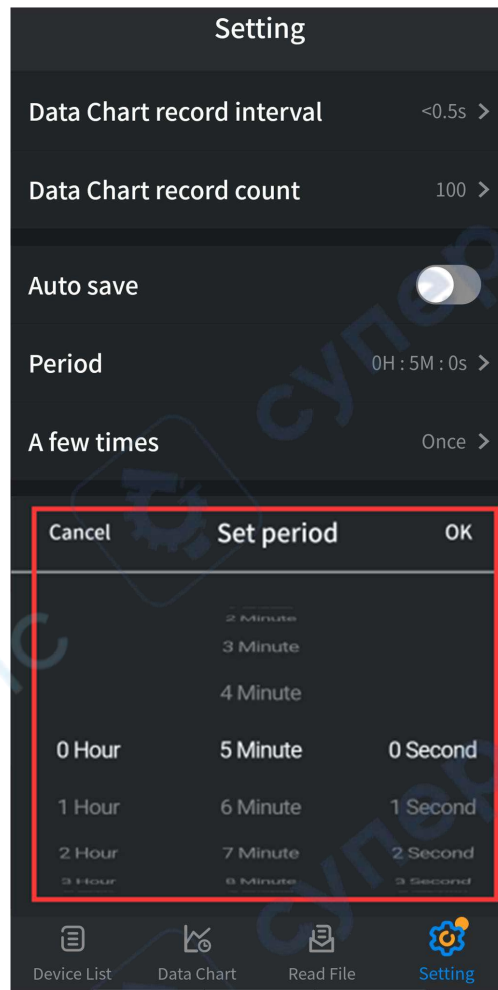 Setting
Data Chart record interval <0.5s >
Data Chart record count 100 >
Auto save
Period 0H : 5M : 0s >
A few times Once >
Cancel Set period OK
2 Minute
3 Minute
4 Minute
0 Hour 5 Minute 0 Second
1 Hour 6 Minute 1 Second
2 Hour 7 Minute 2 Second
3 Hour 8 Minute 3 Second
Device List Data Chart Read File Setting
супер
супер